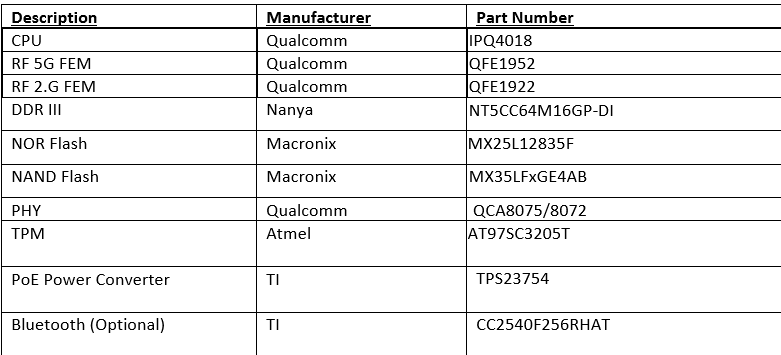 Description Manufacturer Part Number
CPU Qualcomm IPQ4018
RF 5G FEM Qualcomm QFE1952
RF 2.G FEM Qualcomm QFE1922
DDR III Nanya NT5CC64M16GP-DI
NOR Flash Macronix MX25L12835F
NAND Flash Macronix MX35LFxGE4AB
PHY Qualcomm QCA8075/8072
TPM Atmel AT97SC3205T
PoE Power Converter TI TPS23754
Bluetooth (Optional) TI CC2540F256RHAT